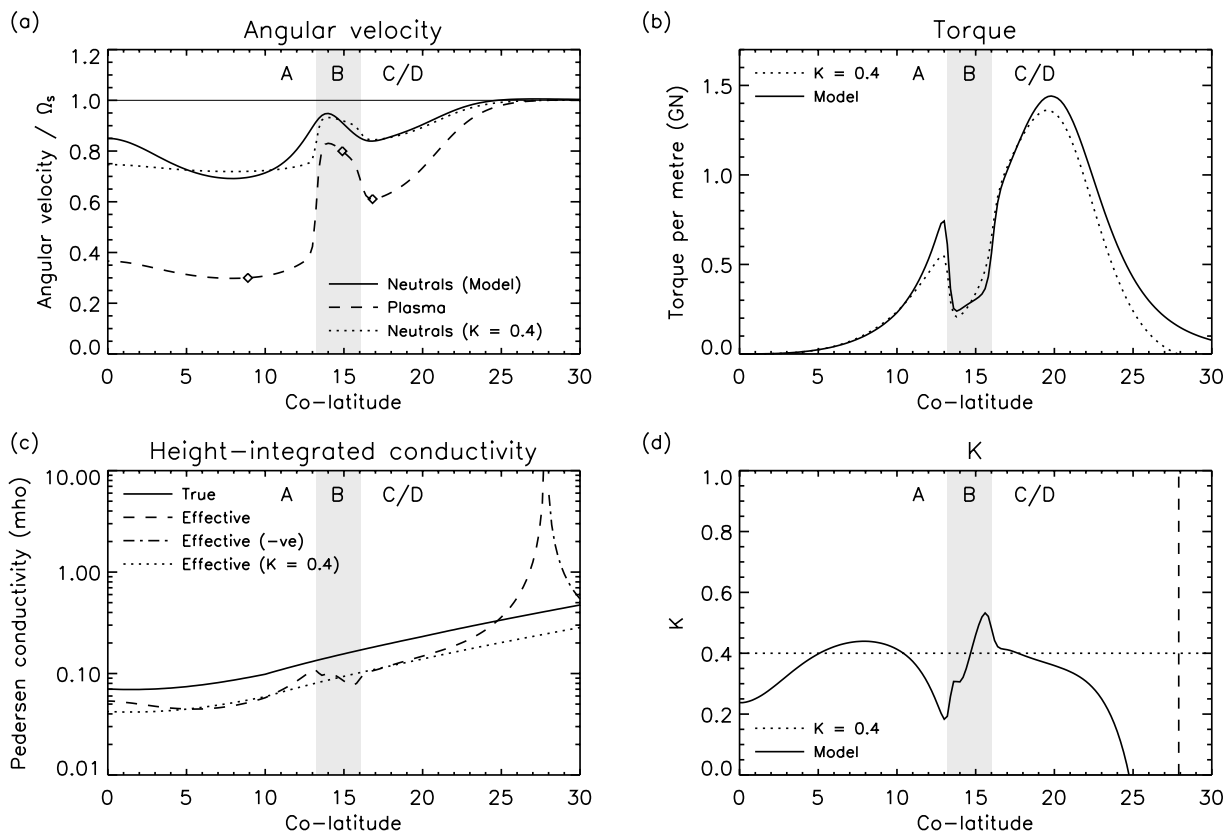 (a)
Angular velocity
1.2
1.0
0.8
0.6
0.4
0.2
0.0
Angular velocity / Ωs
A B C/D
Neutrals (Model)
Plasma
Neutrals (K = 0.4)
0 5 10 15 20 25 30
Co-latitude
(b)
Torque
1.5
1.0
0.5
0.0
Torque per metre (GN)
K = 0.4
Model
A B C/D
0 5 10 15 20 25 30
Co-latitude
(c)
Height-integrated conductivity
10.00
1.00
0.10
0.01
Pedersen conductivity (mho)
True
Effective
Effective (-ve)
Effective (K = 0.4)
A B C/D
0 5 10 15 20 25 30
Co-latitude
(d)
K
1.0
0.8
0.6
0.4
0.2
0.0
K
A B C/D
K = 0.4
Model
0 5 10 15 20 25 30
Co-latitude